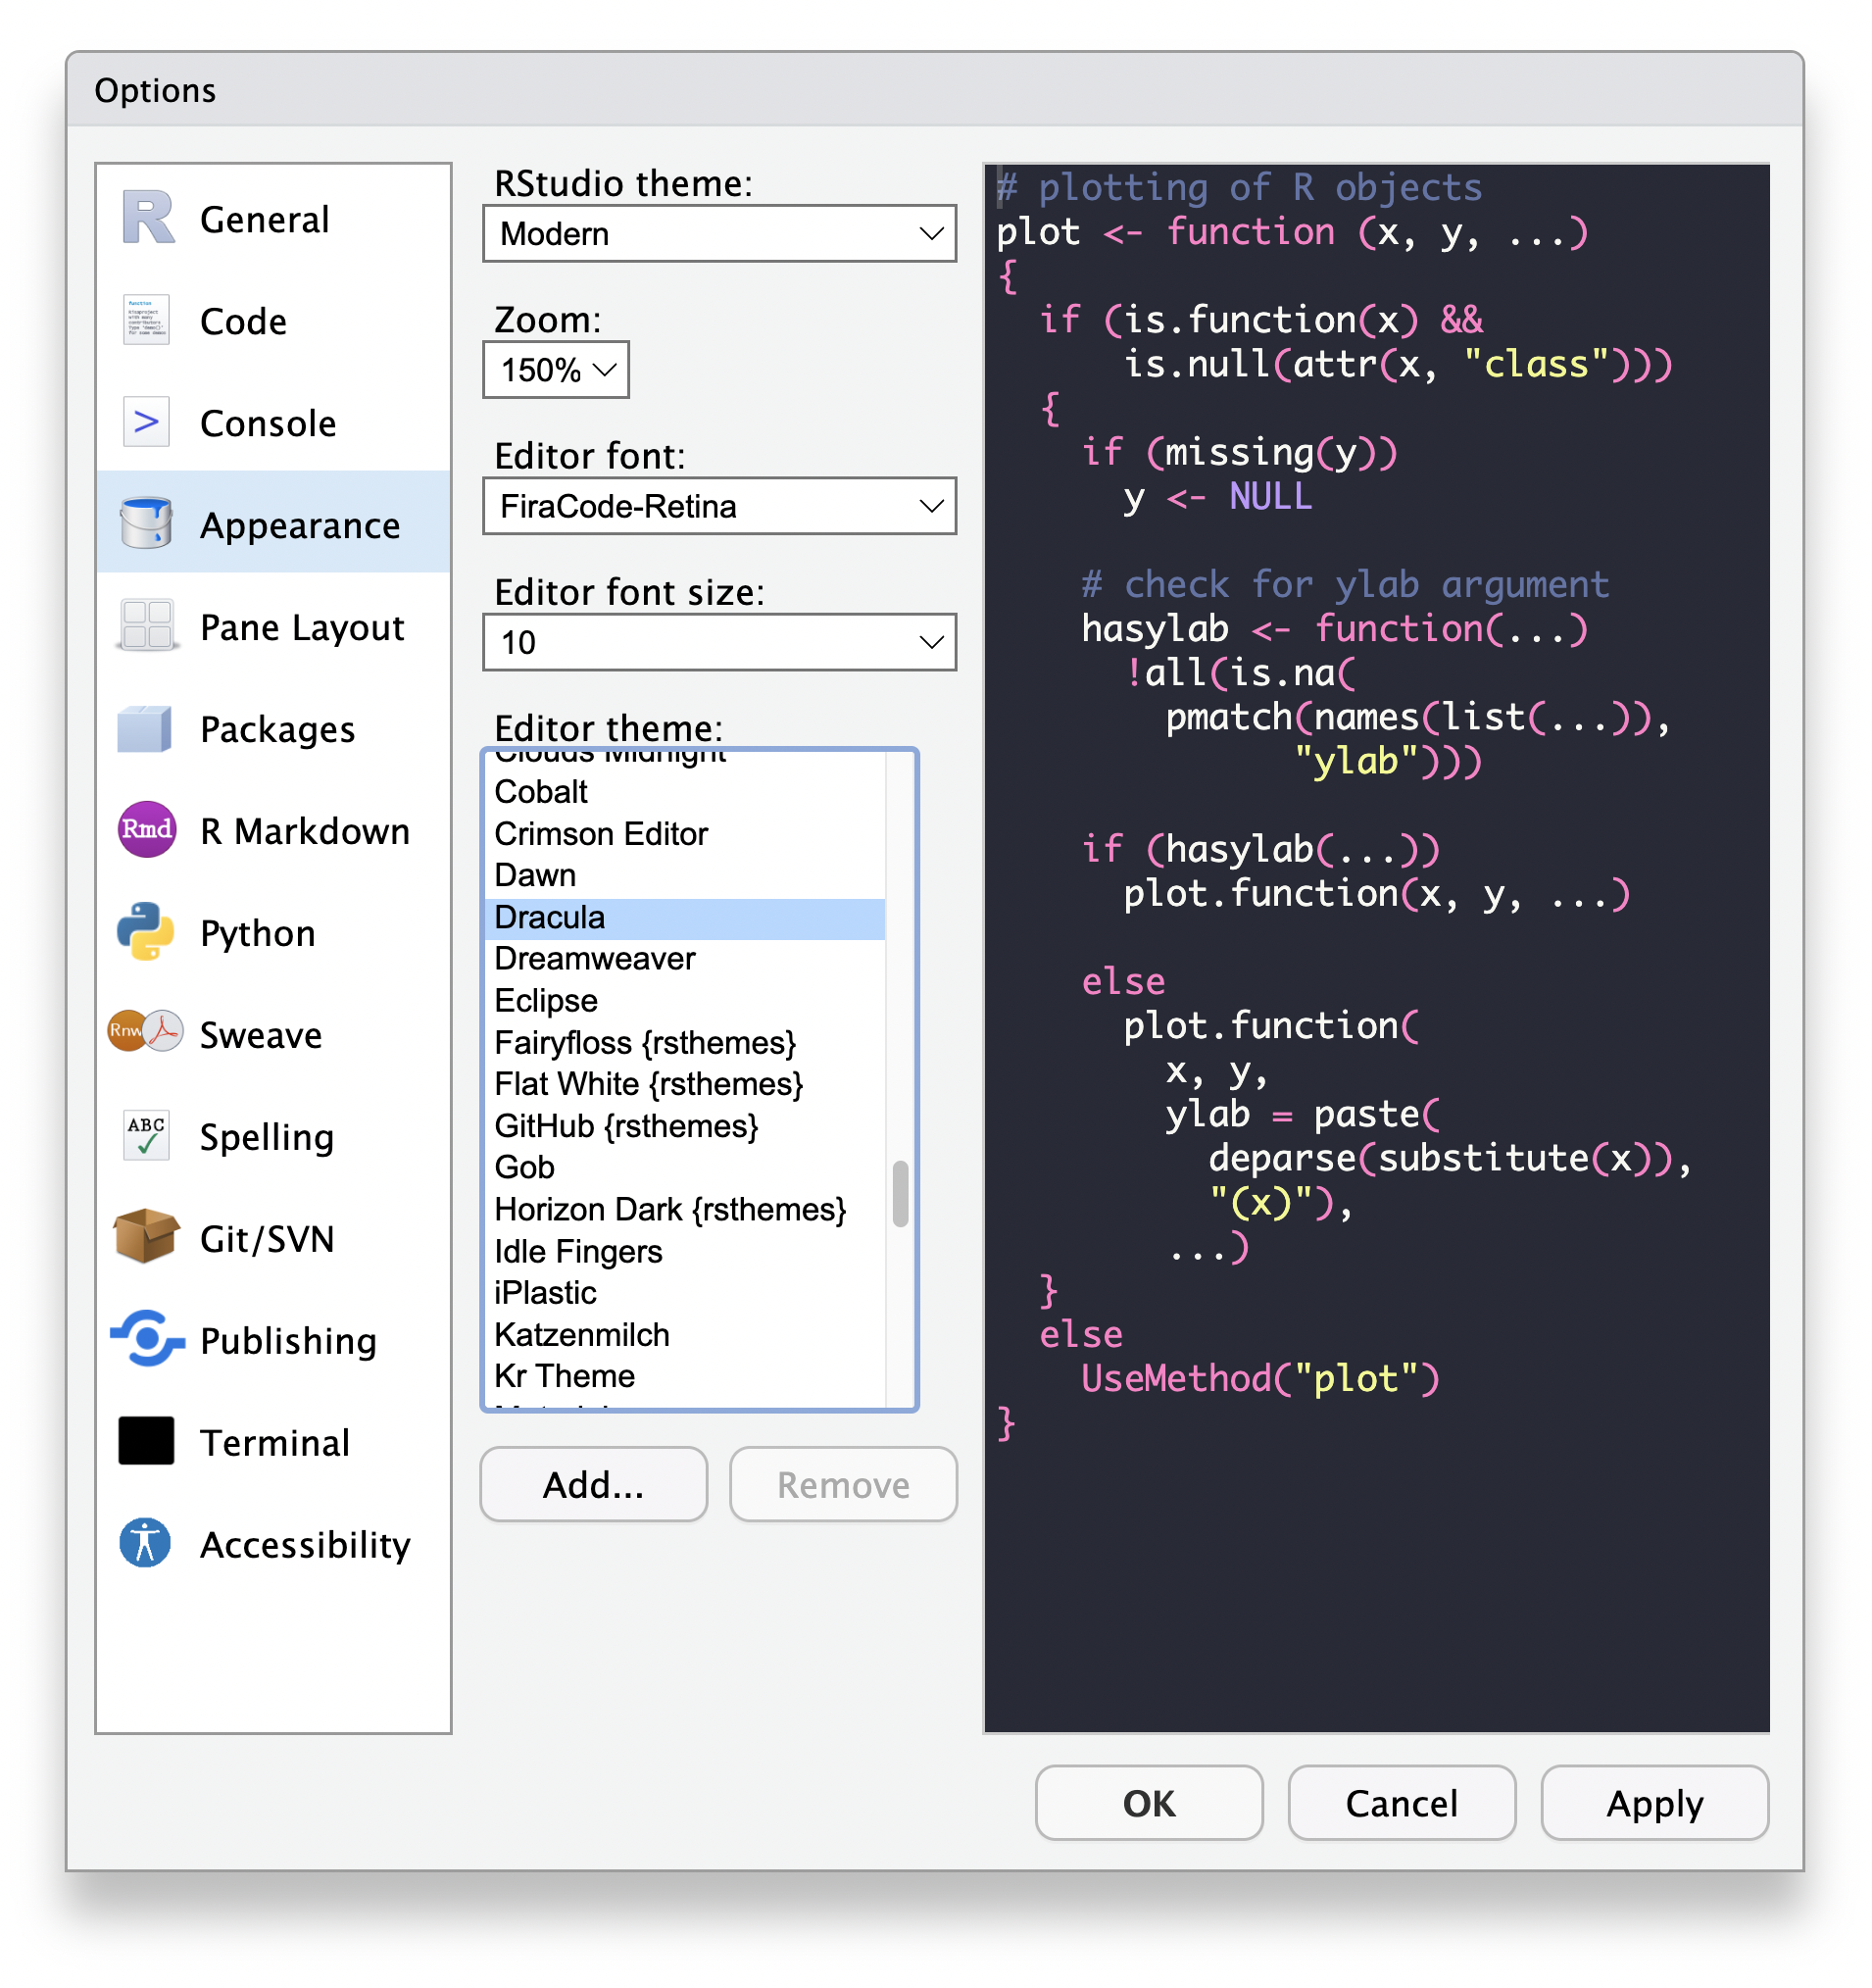 Options
General
Code
Console
Appearance
Pane Layout
Packages
Rmd
R Markdown
Python
Rnw
Sweave
ABC
Spelling
Git/SVN
Publishing
Terminal
Accessibility
RStudio theme:
Modern
Zoom:
150%
Editor font:
FiraCode-Retina
Editor font size:
10
Editor theme:
Clouds Midnight
Cobalt
Crimson Editor
Dawn
Dracula
Dreamweaver
Eclipse
Fairyfloss {rsthemes}
Flat White {rsthemes}
GitHub {rsthemes}
Gob
Horizon Dark {rsthemes}
Idle Fingers
iPlastic
Katzenmilch
Kr Theme
Add...
Remove
# plotting of R objects
plot <- function (x, y, ...)
{
  if (is.function(x) &&
      is.null(attr(x, "class")))
  {
    if (missing(y))
      y <- NULL
    # check for ylab argument
    hasylab <- function(...)
      !all(is.na(
        pmatch(names(list(...)),
              "ylab")))
    if (hasylab(...))
      plot.function(x, y, ...)
    else
      plot.function(
        x, y,
        ylab = paste(
          deparse(substitute(x)),
          "(x)"),
        ...)
  }
  else
    UseMethod("plot")
}
OK
Cancel
Apply